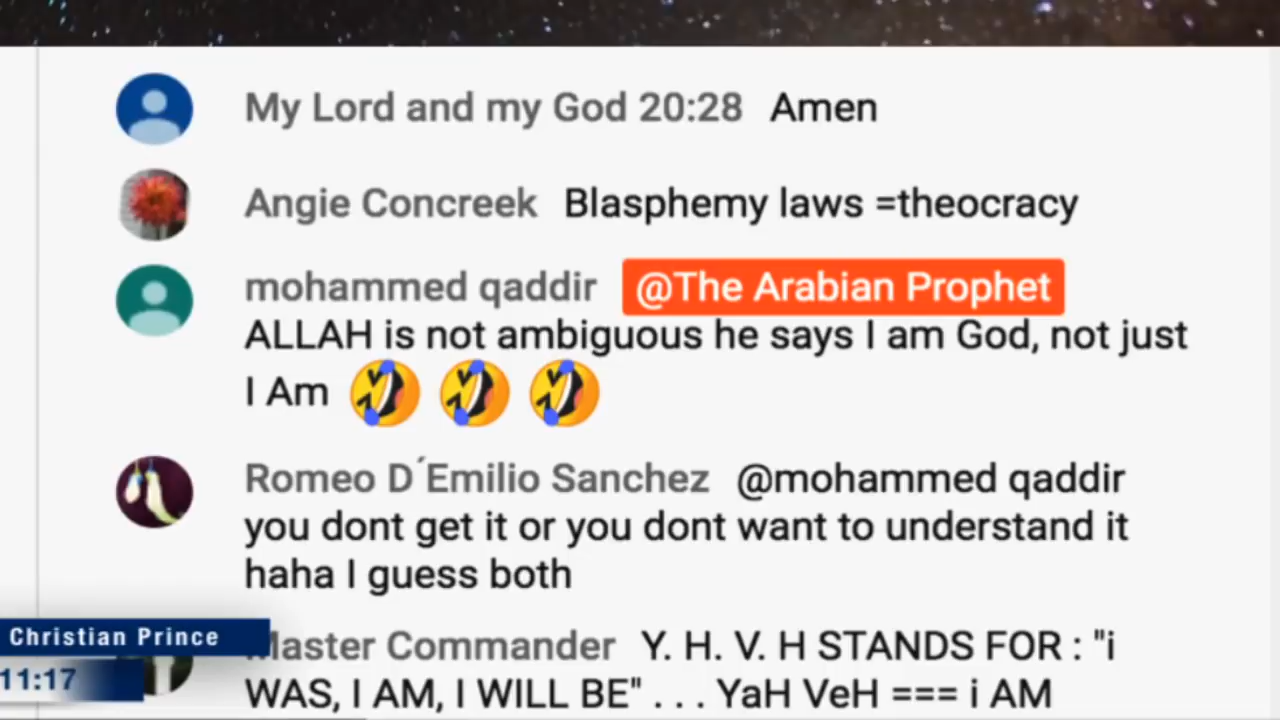 My Lord and my God 20:28 Amen
Angie Concreek Blasphemy laws =theocracy
mohammed qaddir @The Arabian Prophet
ALLAH is not ambiguous he says I am God, not just
I Am 🤣 🤣 🤣
Romeo D´Emilio Sanchez @mohammed qaddir
you dont get it or you dont want to understand it
haha I guess both
Christian Prince
Master Commander Y. H. V. H STANDS FOR : "i
11:17
WAS, I AM, I WILL BE" . . . YaH VeH === i AM